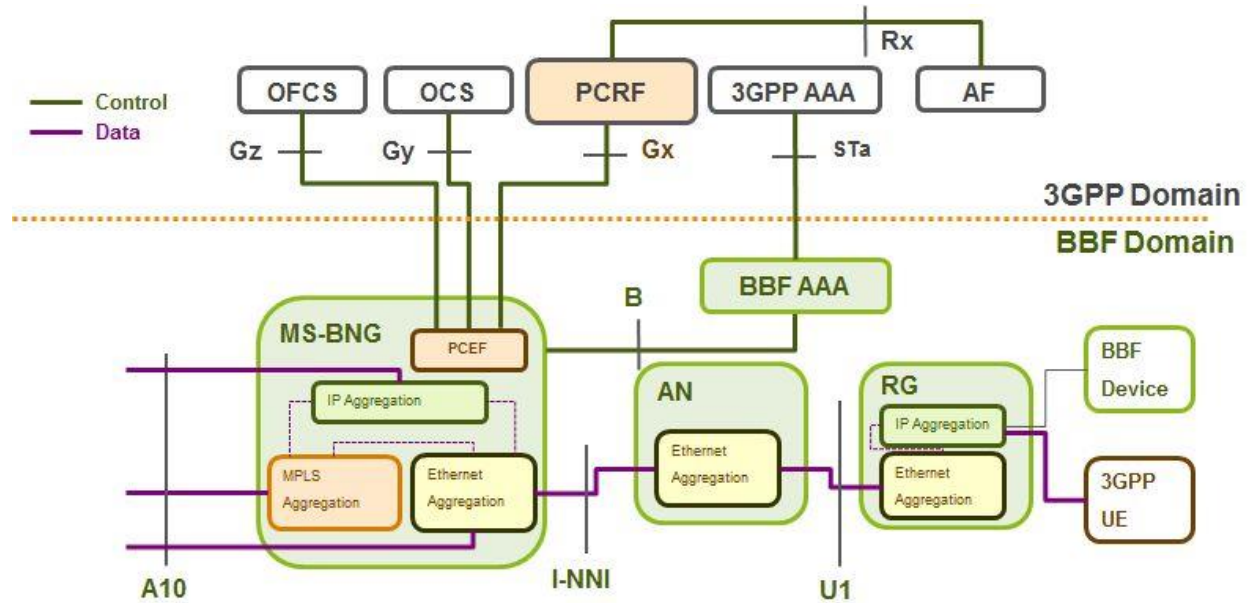 Rx
OFCS
OCS
PCRF
3GPP AAA
AF
Control
Data
Gz
Gy
Gx
STa
3GPP Domain
BBF Domain
BBF AAA
B
MS-BNG
PCEF
IP Aggregation
MPLS
Aggregation
Ethernet
Aggregation
AN
Ethernet
Aggregation
RG
IP Aggregation
Ethernet
Aggregation
BBF
Device
3GPP
UE
A10
I-NNI
U1